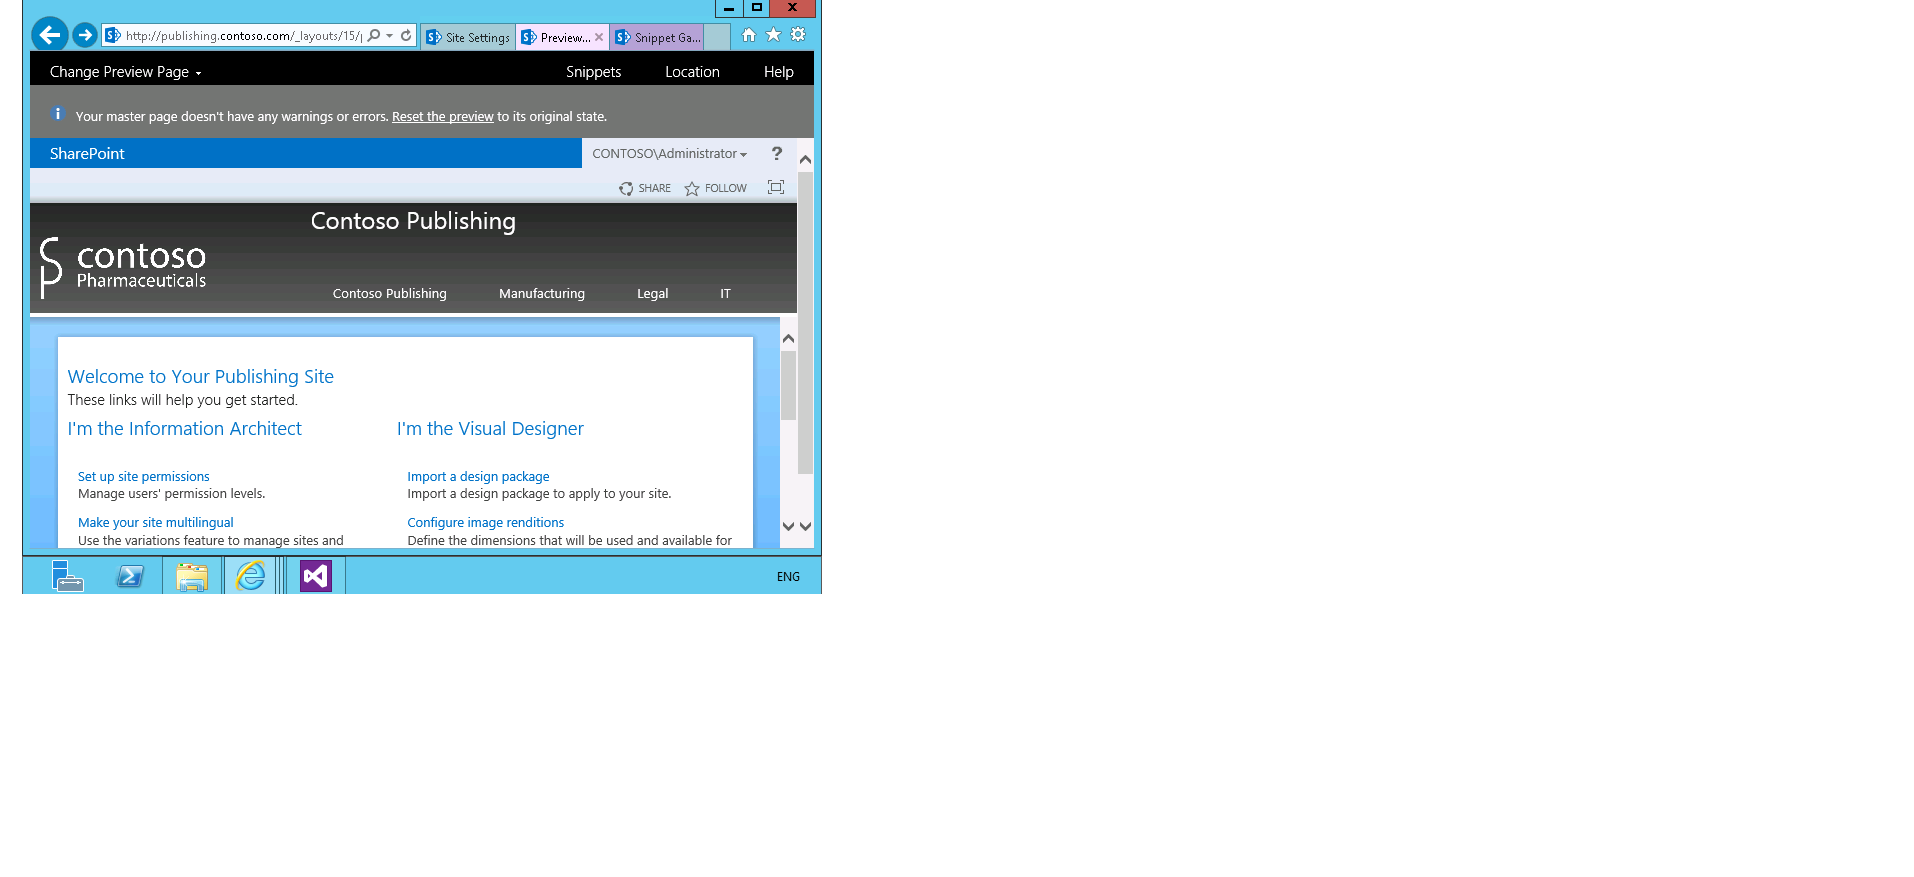 X
http://publishing.contoso.com/_layouts/15/
Site Settings
Preview...
Snippet Ga...
Change Preview Page
Snippets
Location
Help
Your master page doesn't have any warnings or errors. Reset the preview to its original state.
SharePoint
CONTOSO\Administrator
?
SHARE
FOLLOW
Contoso Publishing
contoso
Pharmaceuticals
Contoso Publishing
Manufacturing
Legal
IT
Welcome to Your Publishing Site
These links will help you get started.
I'm the Information Architect
I'm the Visual Designer
Set up site permissions
Manage users' permission levels.
Import a design package
Import a design package to apply to your site.
Make your site multilingual
Use the variations feature to manage sites and
Configure image renditions
Define the dimensions that will be used and available for
ENG